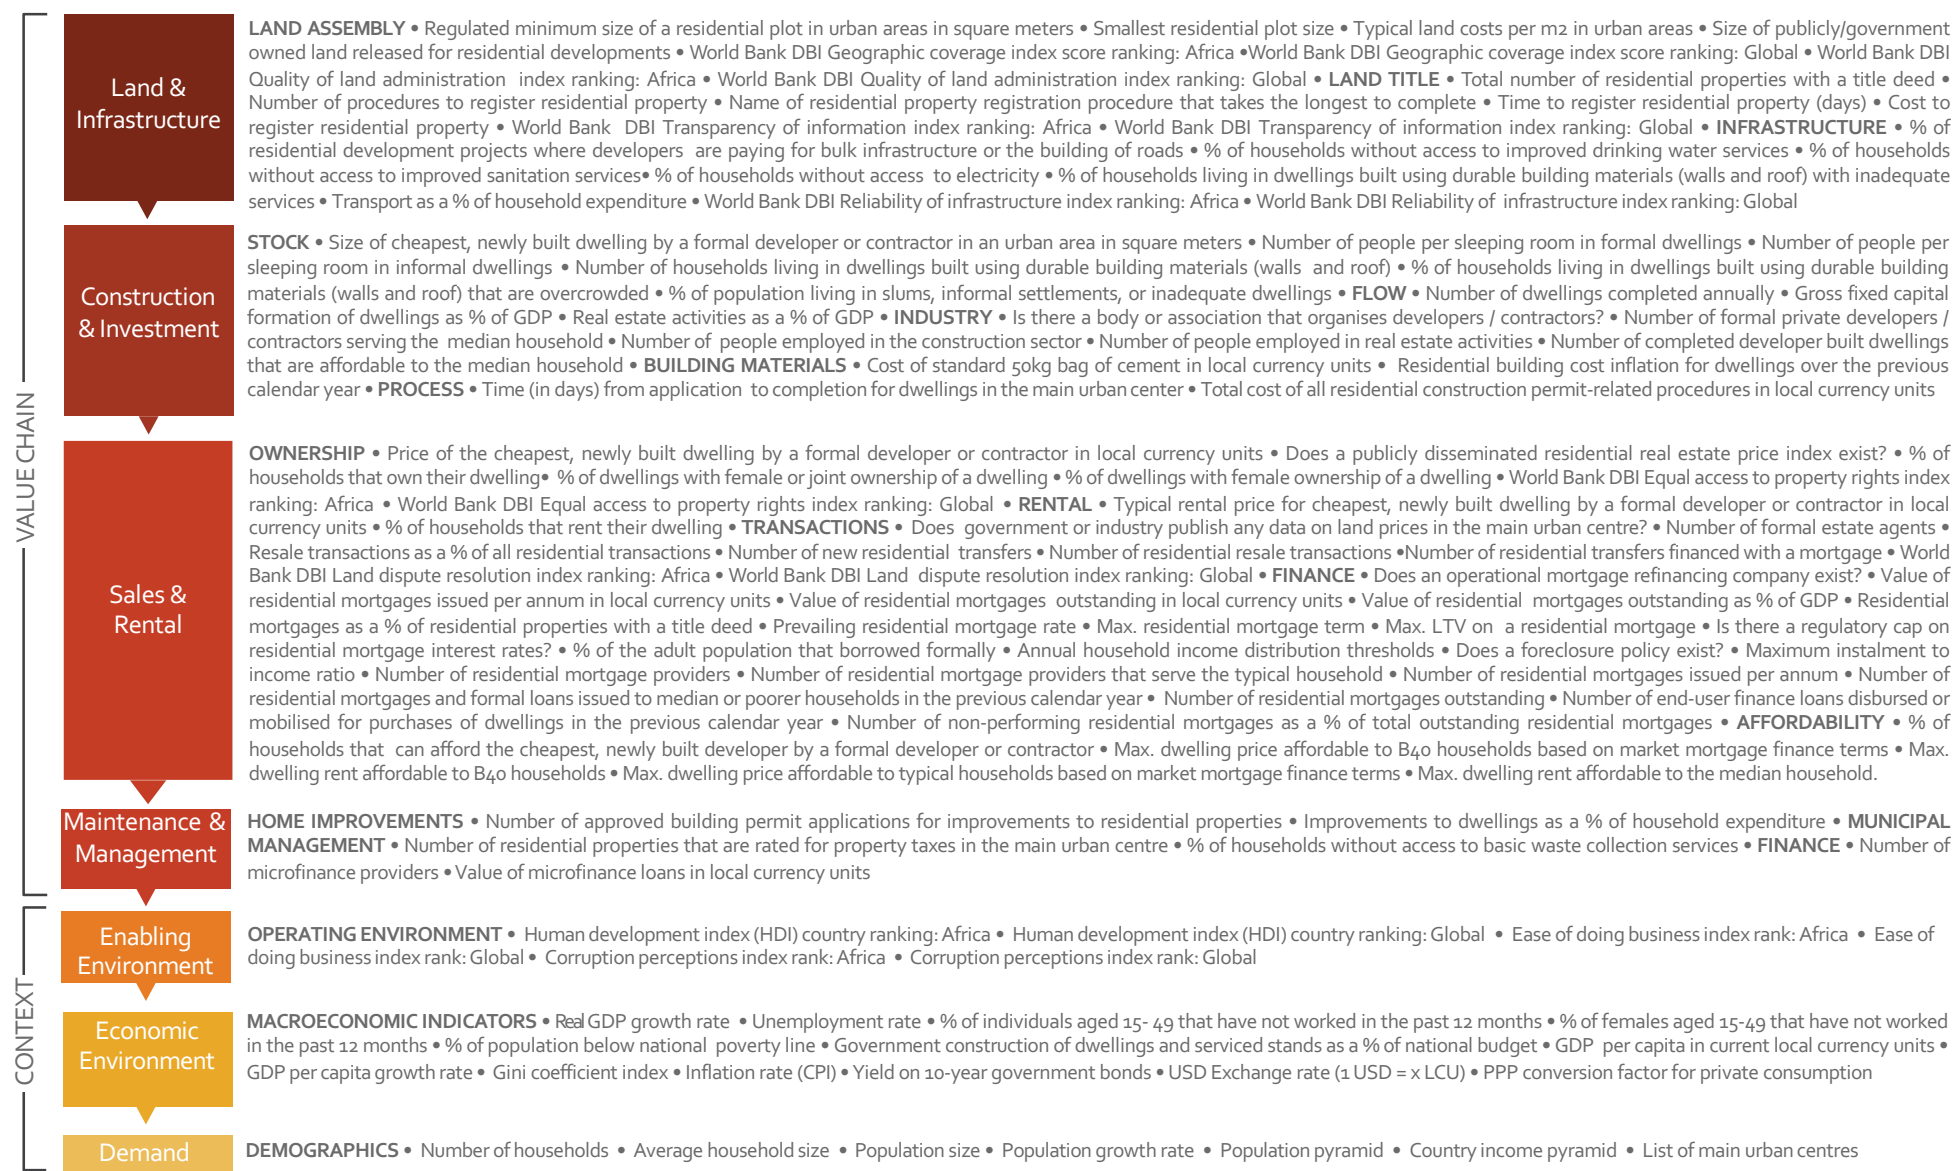 VALUE CHAIN
Land &
Infrastructure
LAND ASSEMBLY • Regulated minimum size of a residential plot in urban areas in square meters • Smallest residential plot size • Typical land costs per m2 in urban areas • Size of publicly/government
owned land released for residential developments • World Bank DBI Geographic coverage index score ranking: Africa •World Bank DBI Geographic coverage index score ranking: Global • World Bank DBI
Quality of land administration index ranking: Africa • World Bank DBI Quality of land administration index ranking: Global • LAND TITLE • Total number of residential properties with a title deed •
Number of procedures to register residential property • Name of residential property registration procedure that takes the longest to complete • Time to register residential property (days) • Cost to
register residential property • World Bank DBI Transparency of information index ranking: Africa • World Bank DBI Transparency of information index ranking: Global • INFRASTRUCTURE • % of
residential development projects where developers are paying for bulk infrastructure or the building of roads • % of households without access to improved drinking water services • % of households
without access to improved sanitation services• % of households without access to electricity • % of households living in dwellings built using durable building materials (walls and roof) with inadequate
services • Transport as a % of household expenditure • World Bank DBI Reliability of infrastructure index ranking: Africa • World Bank DBI Reliability of infrastructure index ranking: Global
Construction
& Investment
STOCK • Size of cheapest, newly built dwelling by a formal developer or contractor in an urban area in square meters • Number of people per sleeping room in formal dwellings • Number of people per
sleeping room in informal dwellings • Number of households living in dwellings built using durable building materials (walls and roof) • % of households living in dwellings built using durable building
materials (walls and roof) that are overcrowded • % of population living in slums, informal settlements, or inadequate dwellings • FLOW • Number of dwellings completed annually • Gross fixed capital
formation of dwellings as % of GDP • Real estate activities as a % of GDP • INDUSTRY • Is there a body or association that organises developers / contractors? • Number of formal private developers /
contractors serving the median household • Number of people employed in the construction sector • Number of people employed in real estate activities • Number of completed developer built dwellings
that are affordable to the median household • BUILDING MATERIALS • Cost of standard 50kg bag of cement in local currency units • Residential building cost inflation for dwellings over the previous
calendar year • PROCESS • Time (in days) from application to completion for dwellings in the main urban center • Total cost of all residential construction permit-related procedures in local currency units
Sales &
Rental
OWNERSHIP • Price of the cheapest, newly built dwelling by a formal developer or contractor in local currency units • Does a publicly disseminated residential real estate price index exist? • % of
households that own their dwelling• % of dwellings with female or joint ownership of a dwelling • % of dwellings with female ownership of a dwelling • World Bank DBI Equal access to property rights index
ranking: Africa • World Bank DBI Equal access to property rights index ranking: Global • RENTAL • Typical rental price for cheapest, newly built dwelling by a formal developer or contractor in local
currency units • % of households that rent their dwelling • TRANSACTIONS • Does government or industry publish any data on land prices in the main urban centre? • Number of formal estate agents •
Resale transactions as a % of all residential transactions • Number of new residential transfers • Number of residential resale transactions •Number of residential transfers financed with a mortgage • World
Bank DBI Land dispute resolution index ranking: Africa • World Bank DBI Land dispute resolution index ranking: Global • FINANCE • Does an operational mortgage refinancing company exist? • Value of
residential mortgages issued per annum in local currency units • Value of residential mortgages outstanding in local currency units • Value of residential mortgages outstanding as % of GDP • Residential
mortgages as a % of residential properties with a title deed • Prevailing residential mortgage rate • Max. residential mortgage term • Max. LTV on a residential mortgage • Is there a regulatory cap on
residential mortgage interest rates? • % of the adult population that borrowed formally • Annual household income distribution thresholds • Does a foreclosure policy exist? • Maximum instalment to
income ratio • Number of residential mortgage providers • Number of residential mortgage providers that serve the typical household • Number of residential mortgages issued per annum • Number of
residential mortgages and formal loans issued to median or poorer households in the previous calendar year • Number of residential mortgages outstanding • Number of end-user finance loans disbursed or
mobilised for purchases of dwellings in the previous calendar year • Number of non-performing residential mortgages as a % of total outstanding residential mortgages • AFFORDABILITY • % of
households that can afford the cheapest, newly built developer by a formal developer or contractor • Max. dwelling price affordable to B40 households based on market mortgage finance terms • Max.
dwelling rent affordable to B40 households • Max. dwelling price affordable to typical households based on market mortgage finance terms • Max. dwelling rent affordable to the median household.
Maintenance &
Management
HOME IMPROVEMENTS • Number of approved building permit applications for improvements to residential properties • Improvements to dwellings as a % of household expenditure • MUNICIPAL
MANAGEMENT • Number of residential properties that are rated for property taxes in the main urban centre • % of households without access to basic waste collection services • FINANCE • Number of
microfinance providers • Value of microfinance loans in local currency units
CONTEXT
Enabling
Environment
OPERATING ENVIRONMENT • Human development index (HDI) country ranking: Africa • Human development index (HDI) country ranking: Global • Ease of doing business index rank: Africa • Ease of
doing business index rank: Global • Corruption perceptions index rank: Africa • Corruption perceptions index rank: Global
Economic
Environment
MACROECONOMIC INDICATORS • Real GDP growth rate • Unemployment rate • % of individuals aged 15- 49 that have not worked in the past 12 months • % of females aged 15-49 that have not worked
in the past 12 months • % of population below national poverty line • Government construction of dwellings and serviced stands as a % of national budget • GDP per capita in current local currency units •
GDP per capita growth rate • Gini coefficient index • Inflation rate (CPI) • Yield on 10-year government bonds • USD Exchange rate (1 USD = x LCU) • PPP conversion factor for private consumption
Demand
DEMOGRAPHICS • Number of households • Average household size • Population size • Population growth rate • Population pyramid • Country income pyramid • List of main urban centres